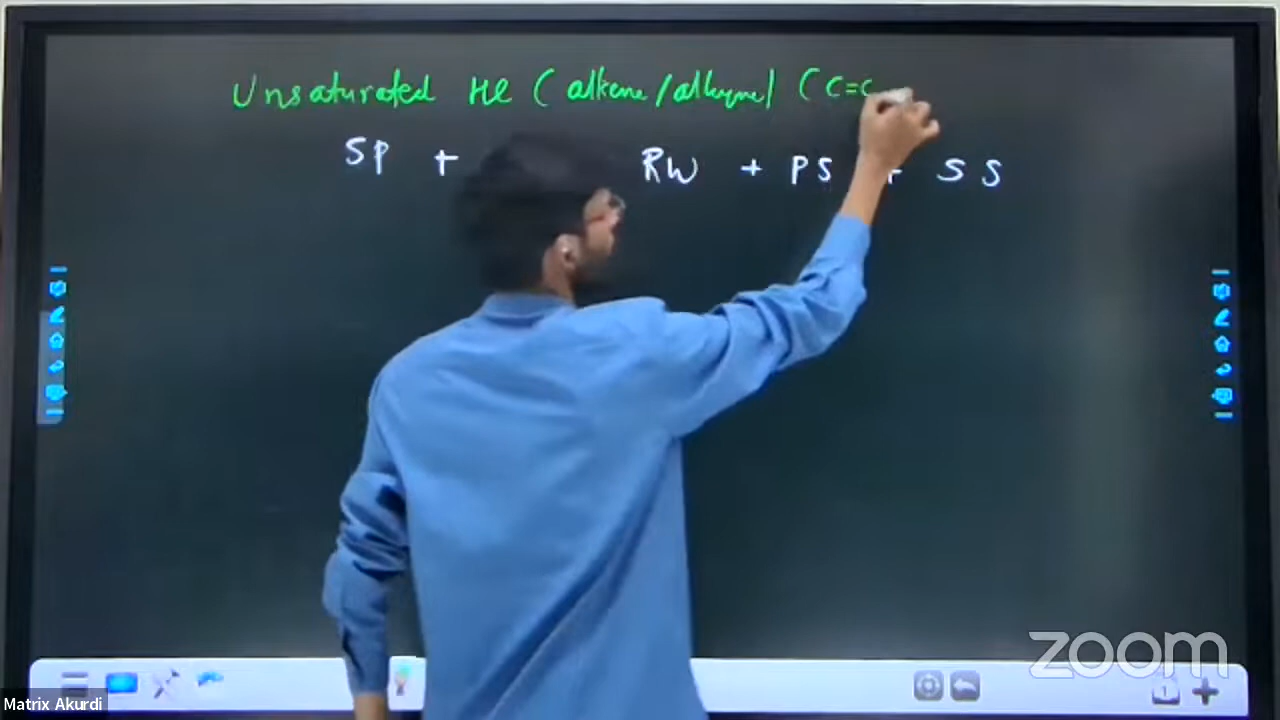 Unsaturated HC (alkene/alkyne) (C=C
SP + RW + PS + SS
zoom
Matrix Akurdi